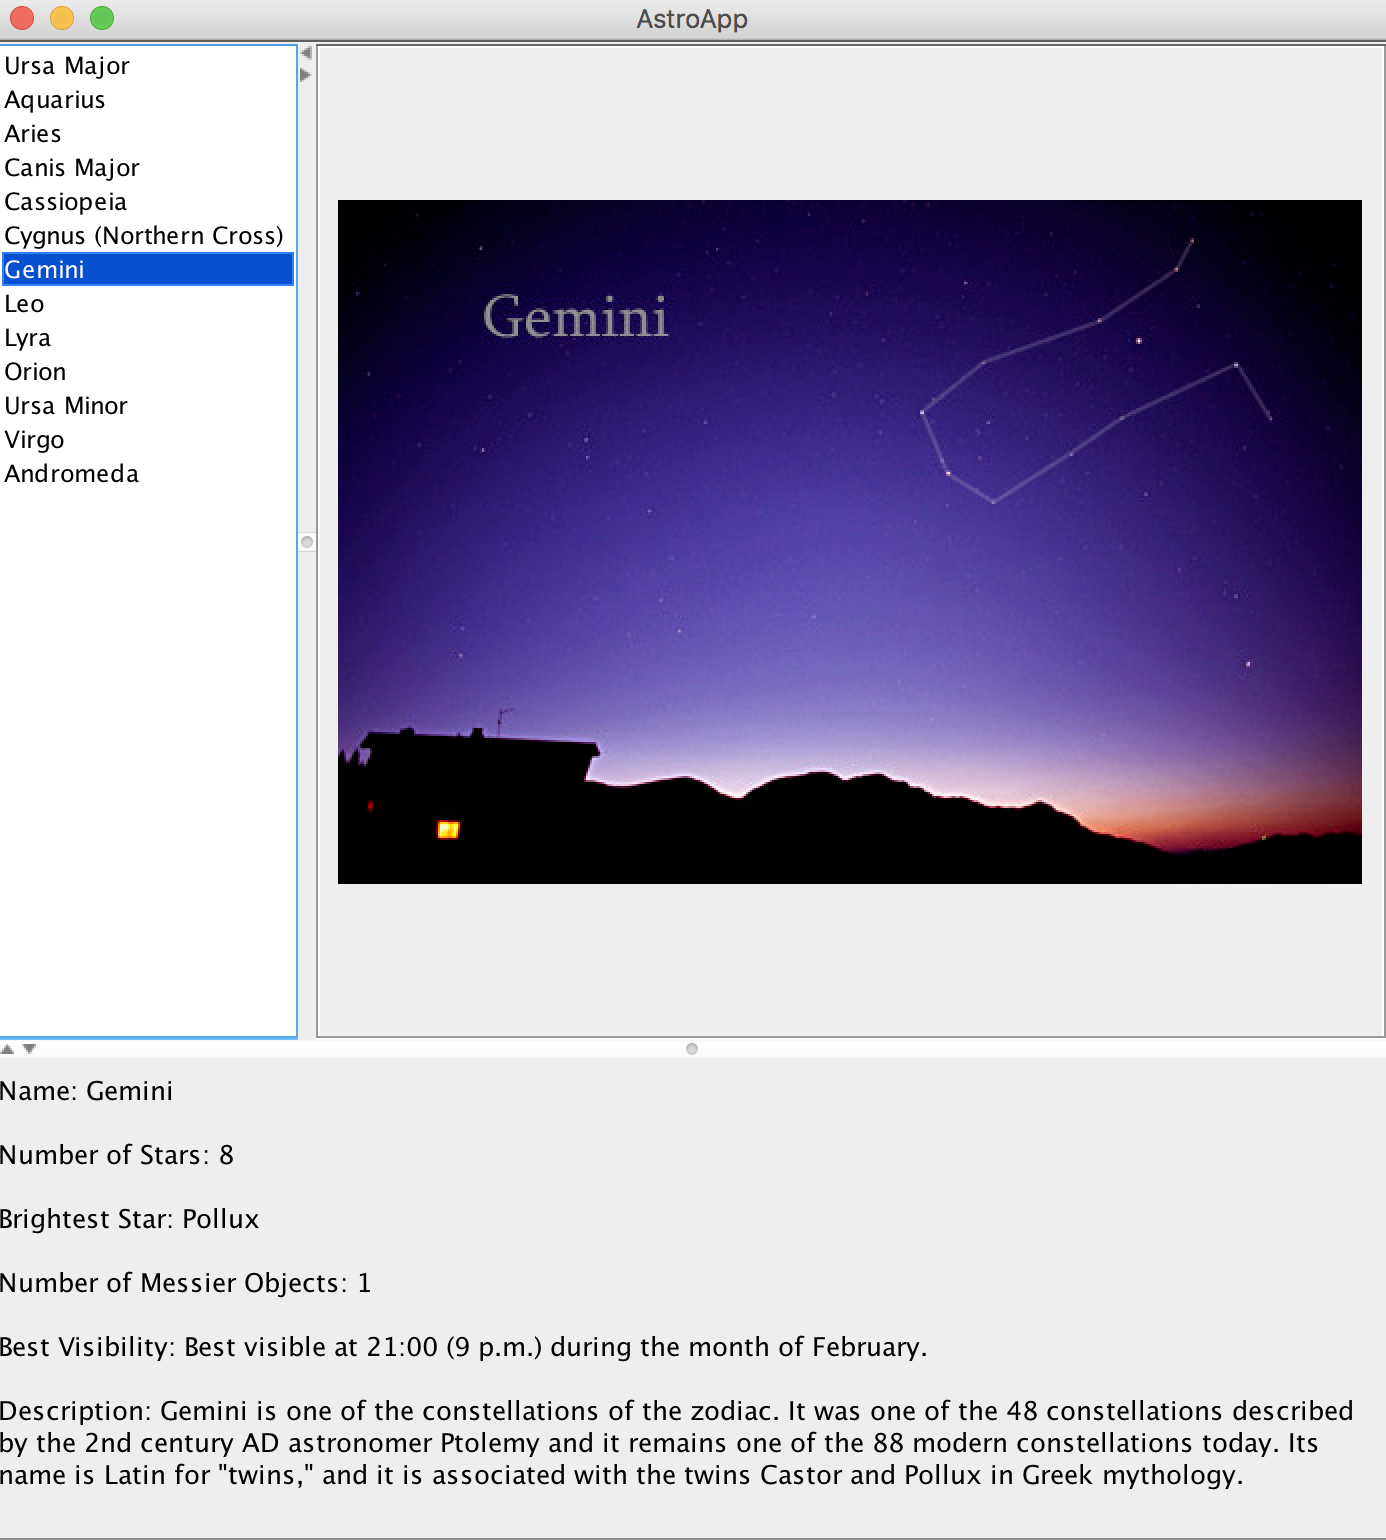 AstroApp
Ursa Major
Aquarius
Aries
Canis Major
Cassiopeia
Cygnus (Northern Cross)
Gemini
Leo
Lyra
Orion
Ursa Minor
Virgo
Andromeda
Gemini
Name: Gemini
Number of Stars: 8
Brightest Star: Pollux
Number of Messier Objects: 1
Best Visibility: Best visible at 21:00 (9 p.m.) during the month of February.
Description: Gemini is one of the constellations of the zodiac. It was one of the 48 constellations described
by the 2nd century AD astronomer Ptolemy and it remains one of the 88 modern constellations today. Its
name is Latin for "twins," and it is associated with the twins Castor and Pollux in Greek mythology.